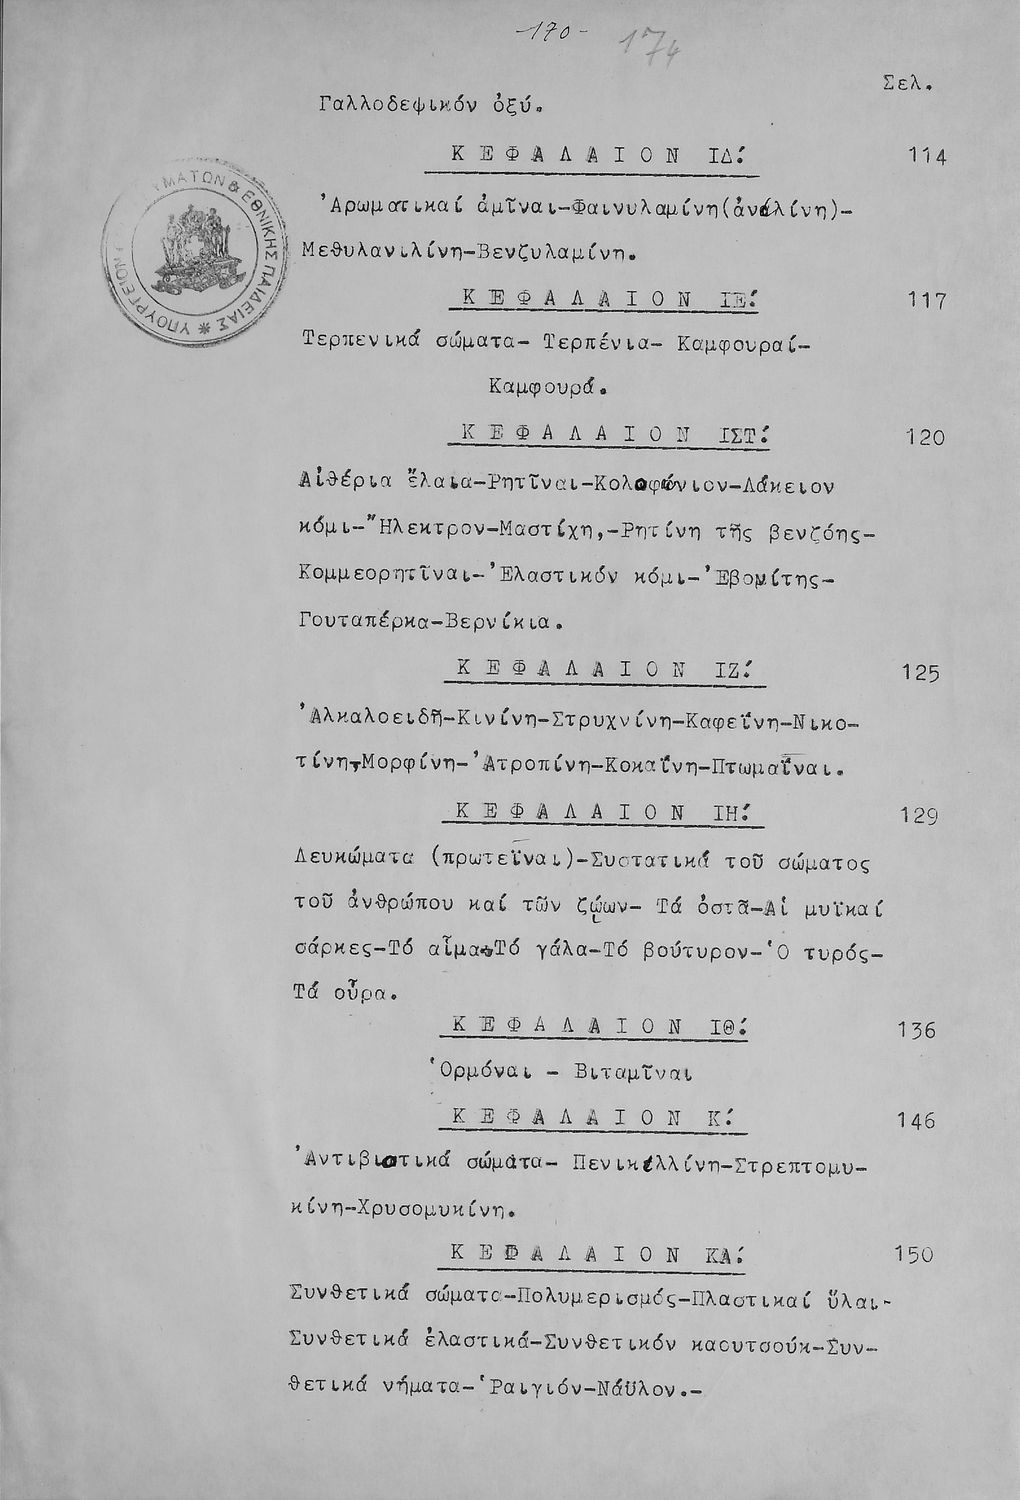 -170-
174
Σελ.
Γαλλοδεψικόν ὀξύ.
Κ Ε Φ Α Λ Α Ι Ο Ν ΙΔ: 114
Ἀρωματικαί ἀμῖναι-Φαινυλαμίνη(ἀνιλίνη)-
Μεθυλανιλίνη-Βενζυλαμίνη.
Κ Ε Φ Α Λ Α Ι Ο Ν ΙΕ: 117
Τερπενικά σώματα- Τερπένια- Καμφουραί-
Καμφουρά.
Κ Ε Φ Α Λ Α Ι Ο Ν ΙΣΤ: 120
Αἰθέρια ἔλαια-Ρητῖναι-Κολοφώνιον-Λάκειον
κόμι-Ἤλεκτρον-Μαστίχη,-Ρητίνη τῆς βενζόης-
Κομμεορητῖναι-Ἐλαστικόν κόμι-Ἐβομίτης-
Γουταπέρκα-Βερνίκια.
Κ Ε Φ Α Λ Α Ι Ο Ν ΙΖ: 125
Ἀλκαλοειδῆ-Κινίνη-Στρυχνίνη-Καφεΐνη-Νικο-
τίνη-Μορφίνη-Ἀτροπίνη-Κοκαΐνη-Πτωμαΐναι.
Κ Ε Φ Α Λ Α Ι Ο Ν ΙΗ: 129
Λευκώματα (πρωτεΐναι)-Συστατικά τοῦ σώματος
τοῦ ἀνθρώπου καί τῶν ζῴων- Τά ὀστᾶ-Αἱ μυϊκαί
σάρκες-Τό αἷμα-Τό γάλα-Τό βούτυρον-Ὁ τυρός-
Τά οὖρα.
Κ Ε Φ Α Λ Α Ι Ο Ν ΙΘ: 136
Ὁρμόναι - Βιταμῖναι
Κ Ε Φ Α Λ Α Ι Ο Ν Κ: 146
Ἀντιβιοτικά σώματα- Πενικιλλίνη-Στρεπτομυ-
κίνη-Χρυσομυκίνη.
Κ Ε Φ Α Λ Α Ι Ο Ν ΚΑ: 150
Συνθετικά σώματα-Πολυμερισμός-Πλαστικαί ὕλαι-
Συνθετικά ἐλαστικά-Συνθετικόν καουτσούκ-Συν-
θετικά νήματα-Ῥαιγιόν-Νάϋλον.-
ΥΠΟΥΡΓΕΙΟΝ ΜΑΤΩΝ & ΕΘΝΙΚΗΣ ΠΑΙΔΕΙΑΣ